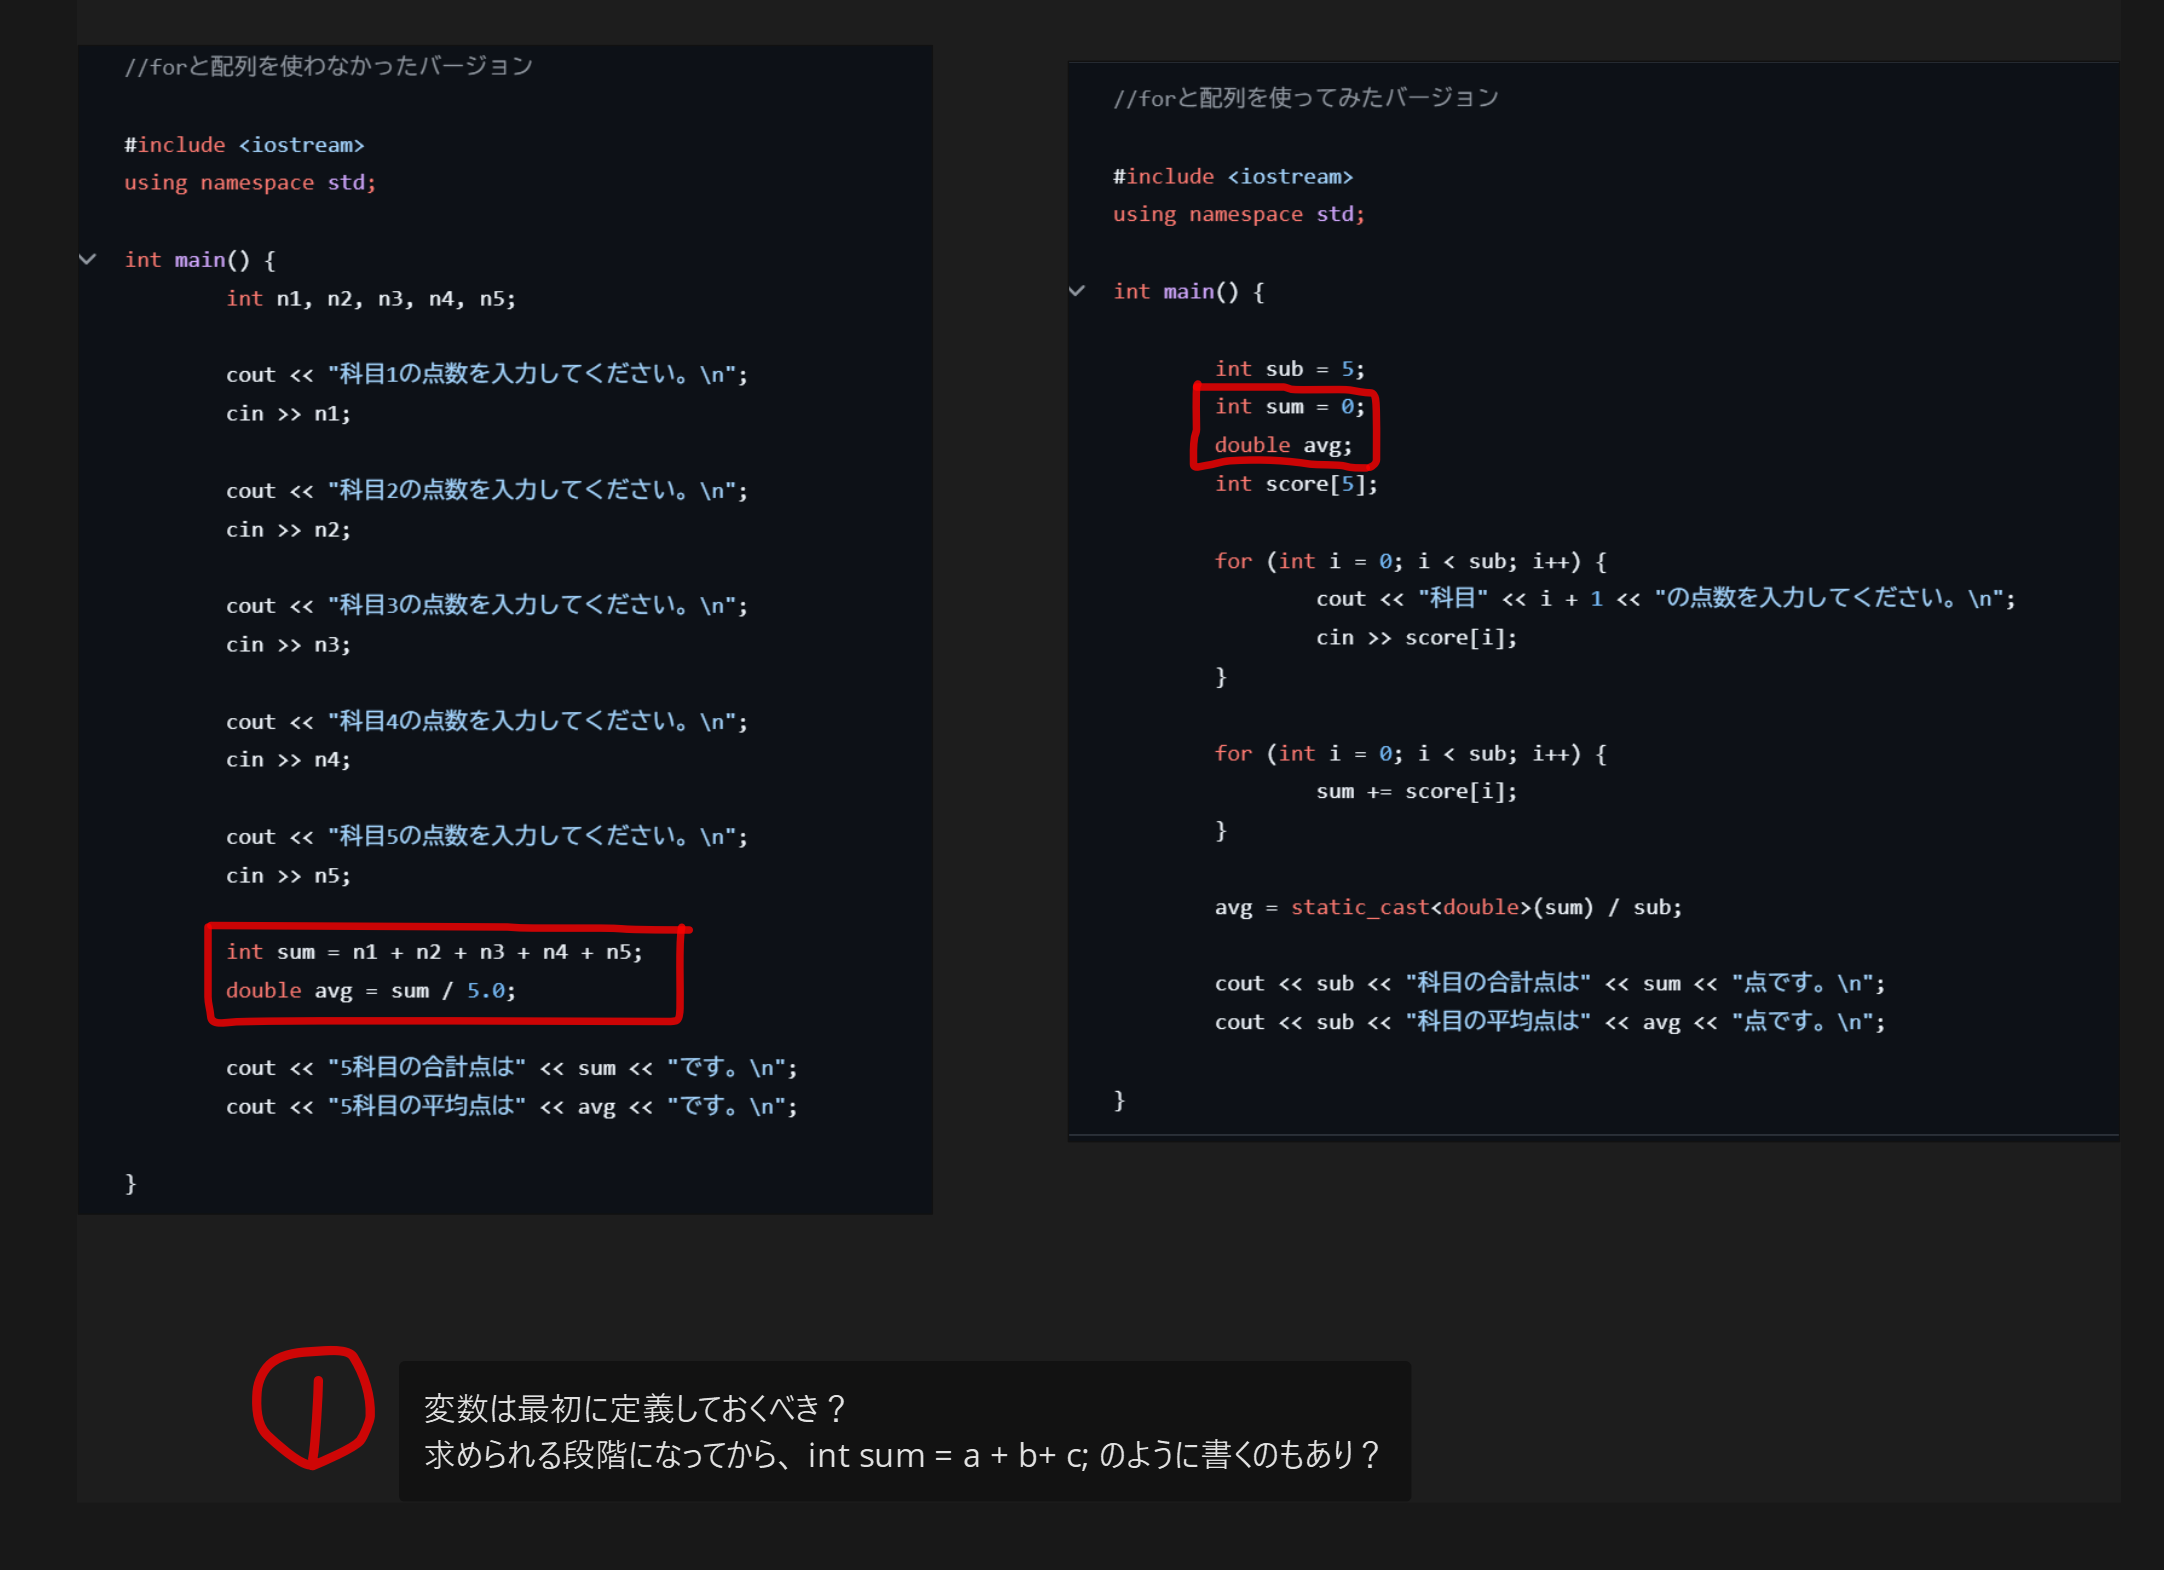 //forと配列を使わなかったバージョン
#include <iostream>
using namespace std;
int main() {
int n1, n2, n3, n4, n5;
cout << "科目1の点数を入力してください。\n";
cin >> n1;
cout << "科目2の点数を入力してください。\n";
cin >> n2;
cout << "科目3の点数を入力してください。\n";
cin >> n3;
cout << "科目4の点数を入力してください。\n";
cin >> n4;
cout << "科目5の点数を入力してください。\n";
cin >> n5;
int sum = n1 + n2 + n3 + n4 + n5;
double avg = sum / 5.0;
cout << "5科目の合計点は" << sum << "です。\n";
cout << "5科目の平均点は" << avg << "です。\n";
}
//forと配列を使ってみたバージョン
#include <iostream>
using namespace std;
int main() {
int sub = 5;
int sum = 0;
double avg;
int score[5];
for (int i = 0; i < sub; i++) {
cout << "科目" << i + 1 << "の点数を入力してください。\n";
cin >> score[i];
}
for (int i = 0; i < sub; i++) {
sum += score[i];
}
avg = static_cast<double>(sum) / sub;
cout << sub << "科目の合計点は" << sum << "点です。\n";
cout << sub << "科目の平均点は" << avg << "点です。\n";
}
①
変数は最初に定義しておくべき？
求められる段階になってから、int sum = a + b+ c; のように書くのもあり？